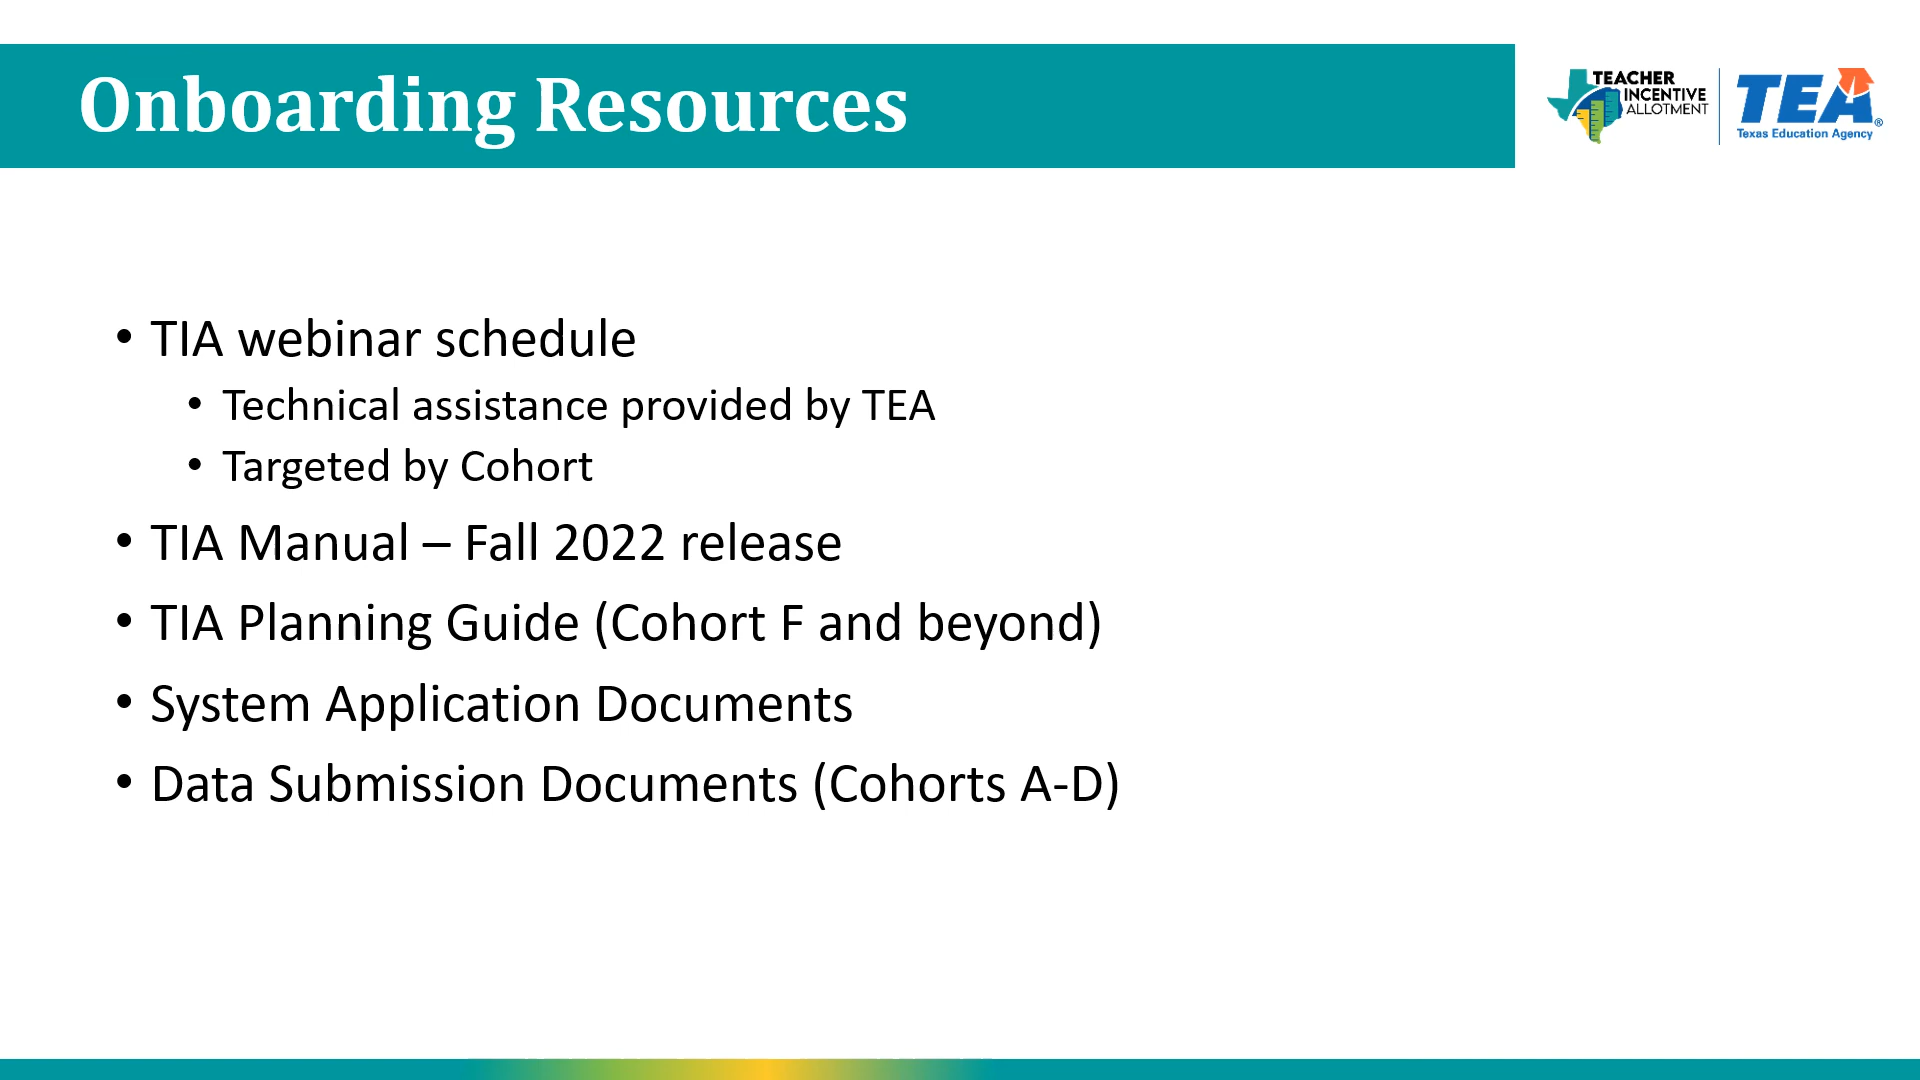 Onboarding Resources
TEACHER
INCENTIVE
ALLOTMENT
TEA®
Texas Education Agency
• TIA webinar schedule
• Technical assistance provided by TEA
• Targeted by Cohort
• TIA Manual – Fall 2022 release
• TIA Planning Guide (Cohort F and beyond)
• System Application Documents
• Data Submission Documents (Cohorts A-D)